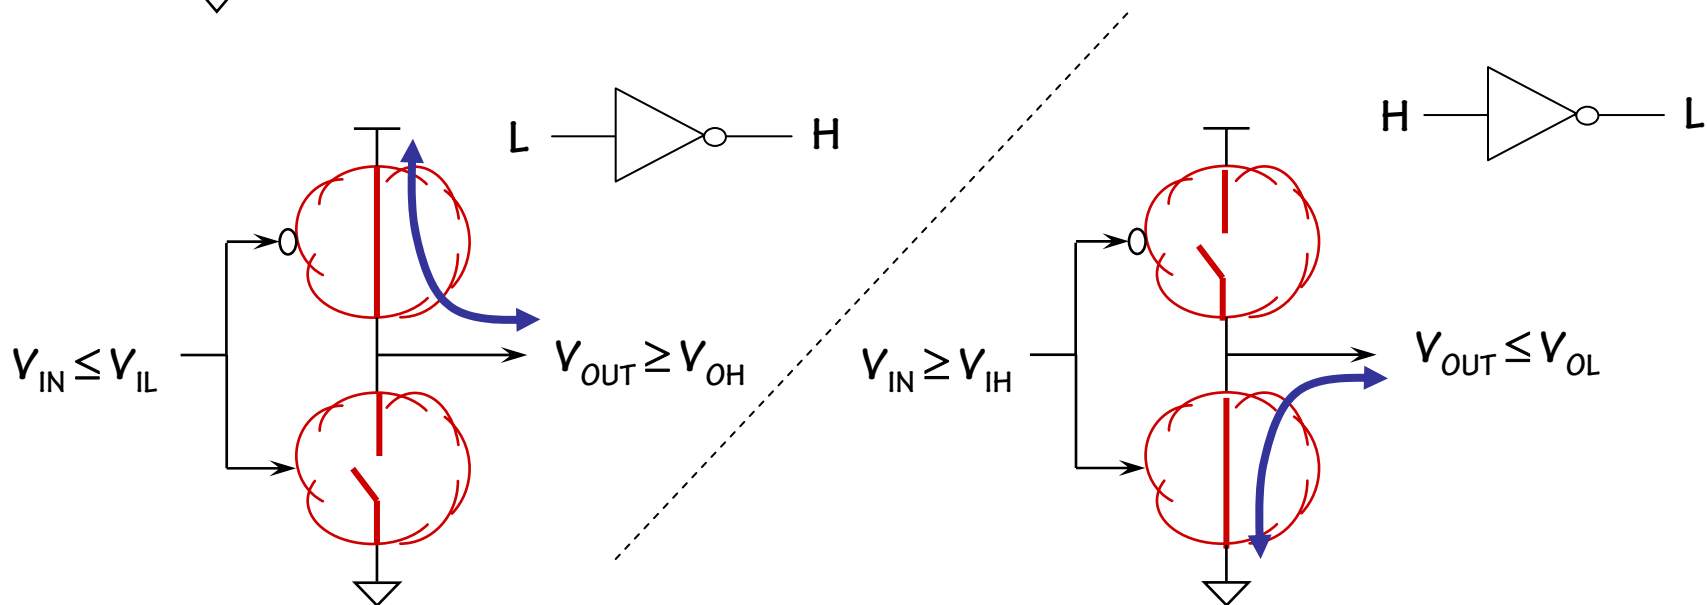 L H
H L
V_IN ≤ V_IL
V_OUT ≥ V_OH
V_IN ≥ V_IH
V_OUT ≤ V_OL